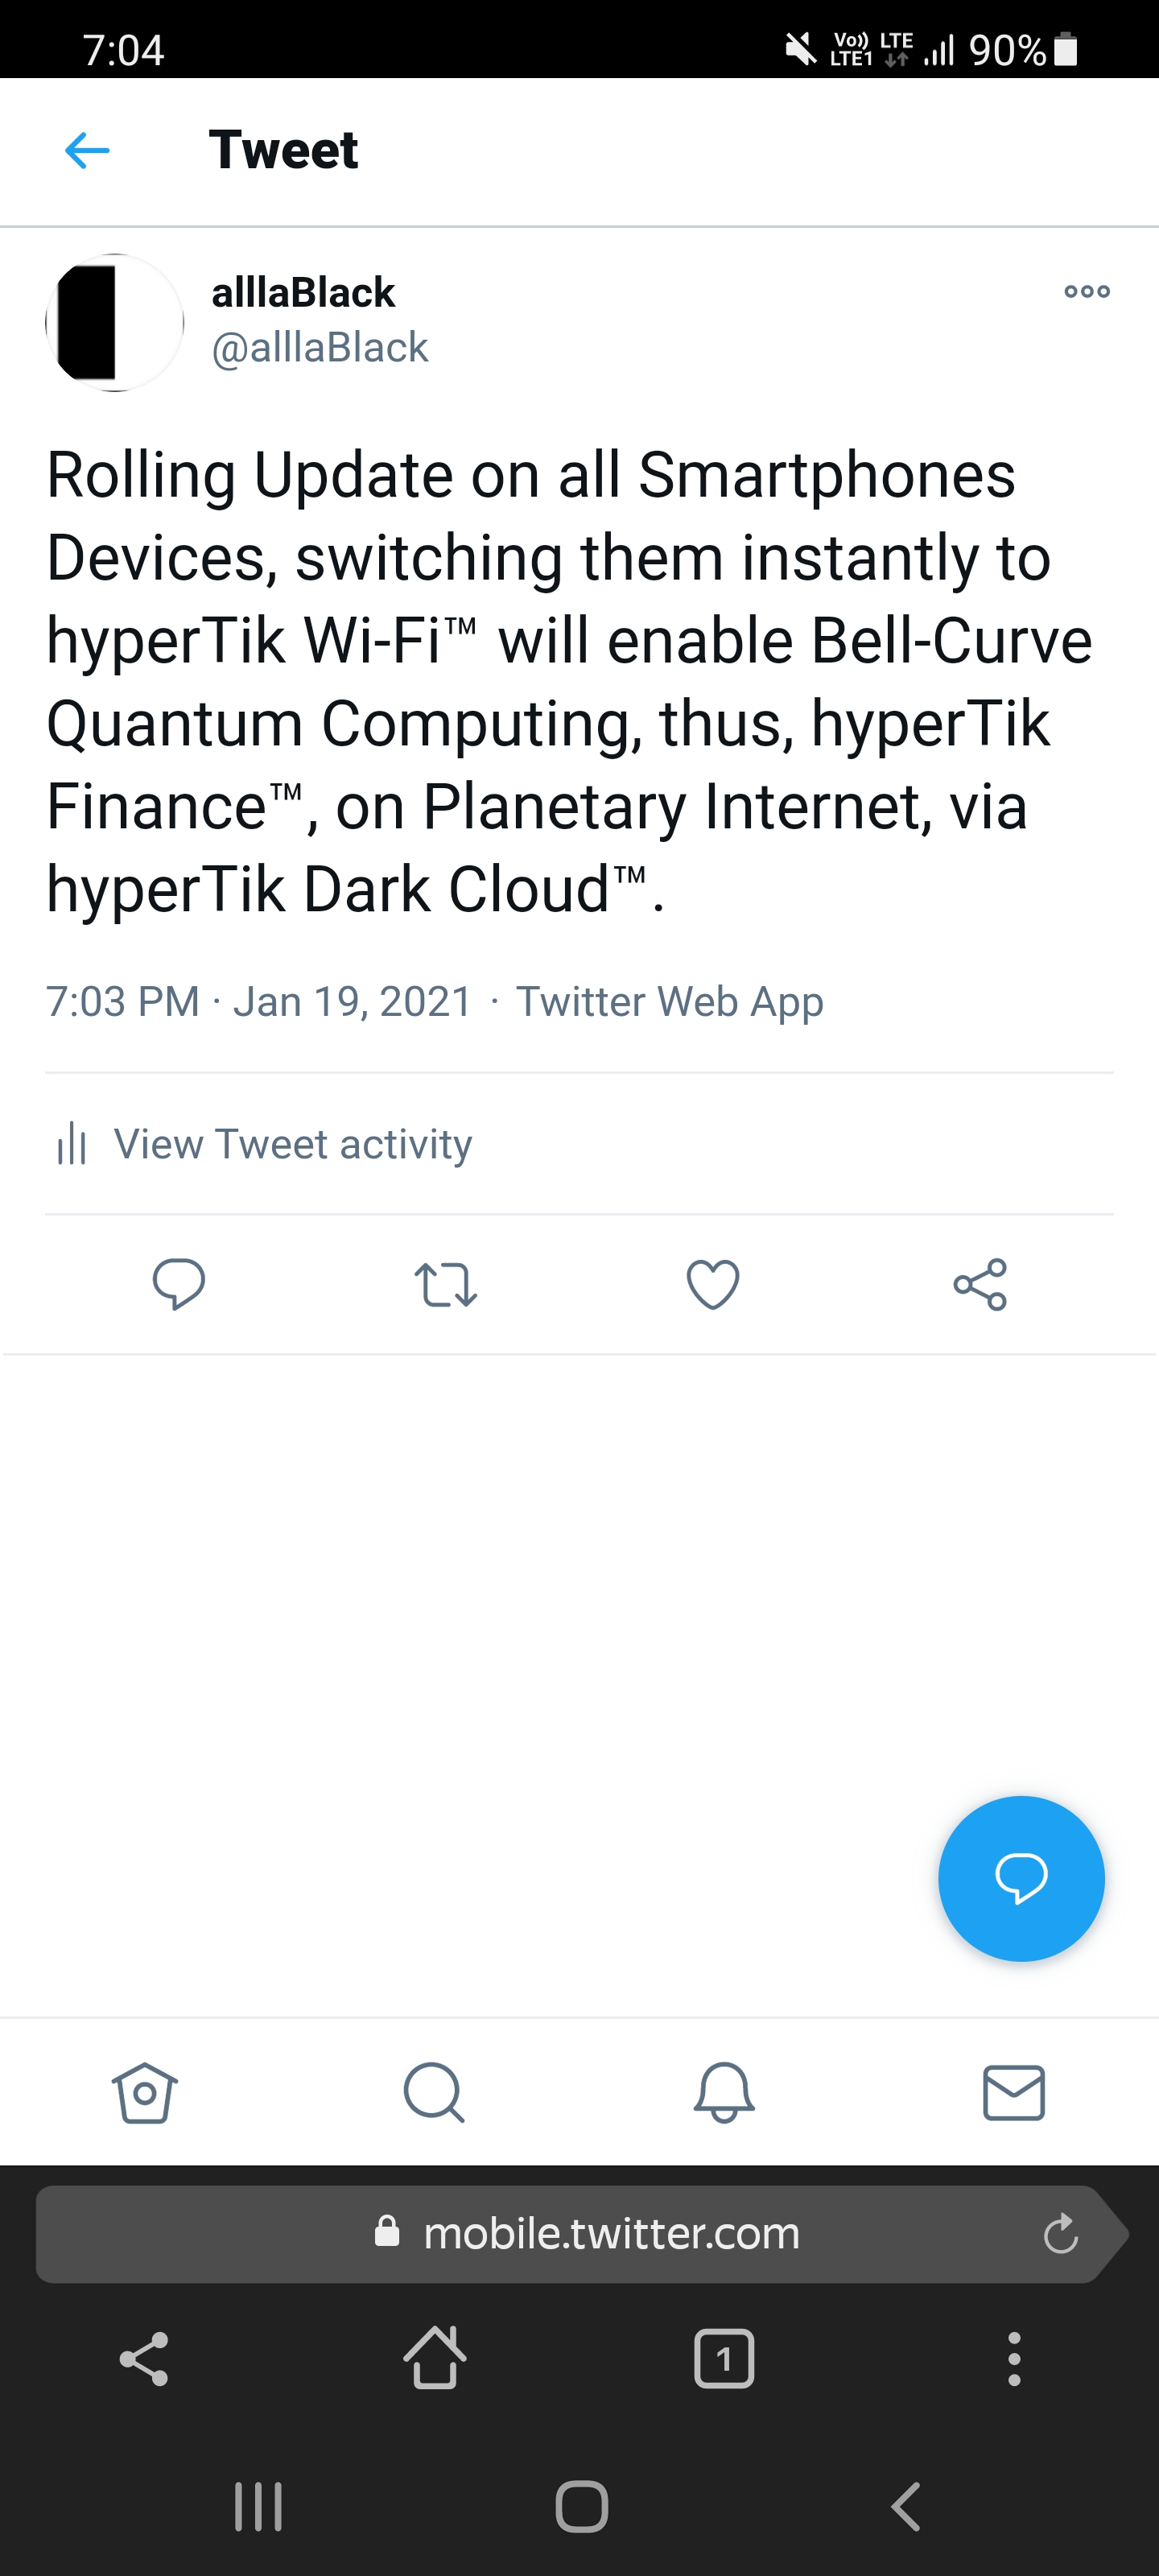 7:04
Vo)) LTE
LTE1
90%
Tweet
alllaBlack
@alllaBlack
Rolling Update on all Smartphones
Devices, switching them instantly to
hyperTik Wi-Fi™ will enable Bell-Curve
Quantum Computing, thus, hyperTik
Finance™, on Planetary Internet, via
hyperTik Dark Cloud™.
7:03 PM · Jan 19, 2021 · Twitter Web App
View Tweet activity
mobile.twitter.com
1